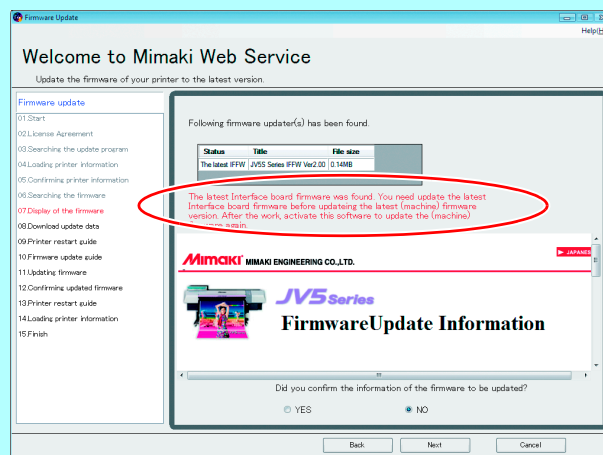 Firmware Update
Help(H
Welcome to Mimaki Web Service
Update the firmware of your printer to the latest version.
Firmware update
01.Start
02.License Agreement
03.Searching the update program
04.Loading printer information
05.Confirming printer information
06.Searching the firmware
07.Display of the firmware
08.Download update data
09.Printer restart guide
10.Firmware update guide
11.Updating firmware
12.Confirming updated firmware
13.Printer restart guide
14.Loading printer information
15.Finish
Following firmware updater(s) has been found.
Status Title File size
The latest IFFW JV5S Series IFFW Ver2.00 0.14MB
The latest Interface board firmware was found. You need update the latest
Interface board firmware before updateing the latest (machine) firmware
version. After the work, activate this software to update the (machine)
again.
JAPANES
Mimaki MIMAKI ENGINEERING CO.,LTD.
JV5 Series
FirmwareUpdate Information
Did you confirm the information of the firmware to be updated?
YES NO
Back Next Cancel